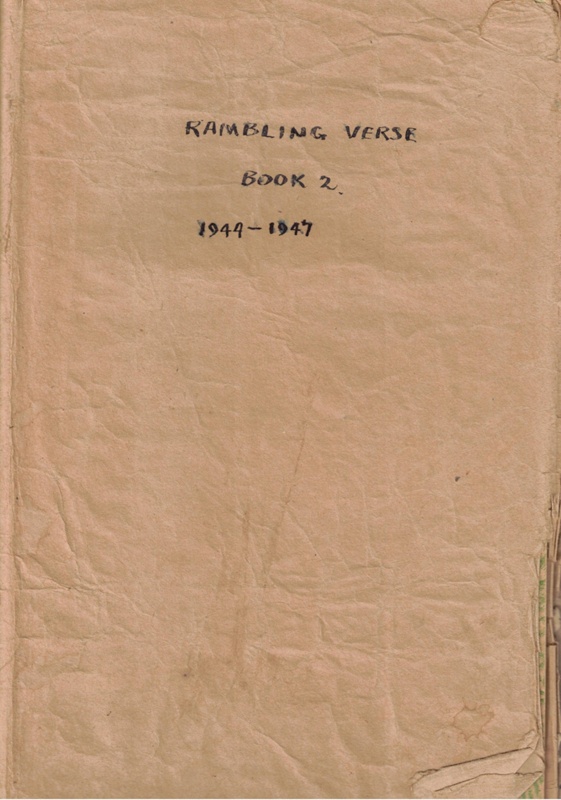 RAMBLING VERSE
BOOK 2.
1944-1947